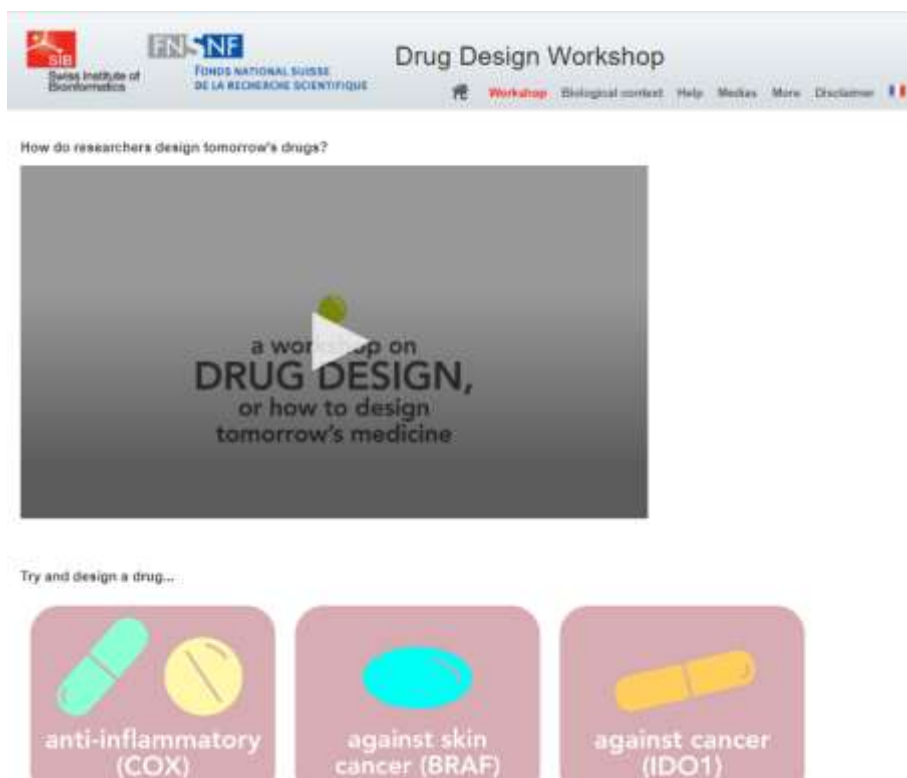 SIB
Swiss Institute of
Bioinformatics
FNSNF
FONDS NATIONAL SUISSE
DE LA RECHERCHE SCIENTIFIQUE
Drug Design Workshop
Workshop Biological context Help Medias More Disclaimer
How do researchers design tomorrow's drugs?
a workshop on
DRUG DESIGN,
or how to design
tomorrow's medicine
Try and design a drug...
anti-inflammatory
(COX)
against skin
cancer (BRAF)
against cancer
(IDO1)